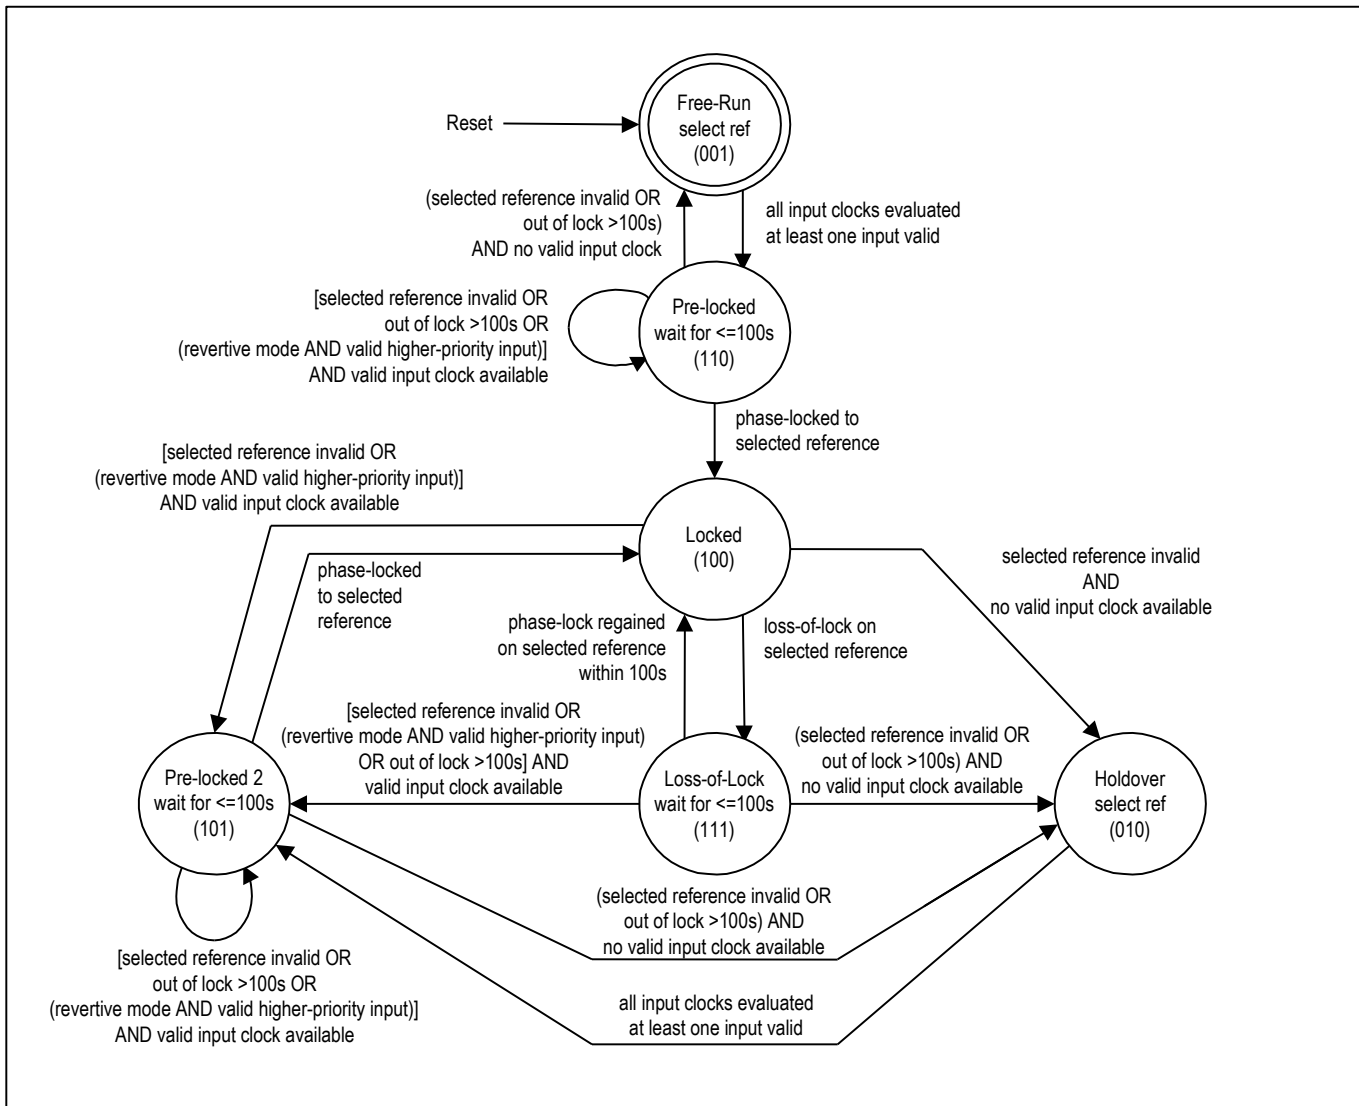 Free-Run
select ref
(001)
Reset
(selected reference invalid OR
out of lock >100s)
AND no valid input clock
all input clocks evaluated
at least one input valid
[selected reference invalid OR
out of lock >100s OR
(revertive mode AND valid higher-priority input)]
AND valid input clock available
Pre-locked
wait for <=100s
(110)
phase-locked to
selected reference
[selected reference invalid OR
(revertive mode AND valid higher-priority input)]
AND valid input clock available
Locked
(100)
phase-locked
to selected
reference
selected reference invalid
AND
no valid input clock available
phase-lock regained
on selected reference
within 100s
loss-of-lock on
selected reference
[selected reference invalid OR
(revertive mode AND valid higher-priority input)
OR out of lock >100s] AND
valid input clock available
(selected reference invalid OR
out of lock >100s) AND
no valid input clock available
Pre-locked 2
wait for <=100s
(101)
Loss-of-Lock
wait for <=100s
(111)
Holdover
select ref
(010)
(selected reference invalid OR
out of lock >100s) AND
no valid input clock available
[selected reference invalid OR
out of lock >100s OR
(revertive mode AND valid higher-priority input)]
AND valid input clock available
all input clocks evaluated
at least one input valid